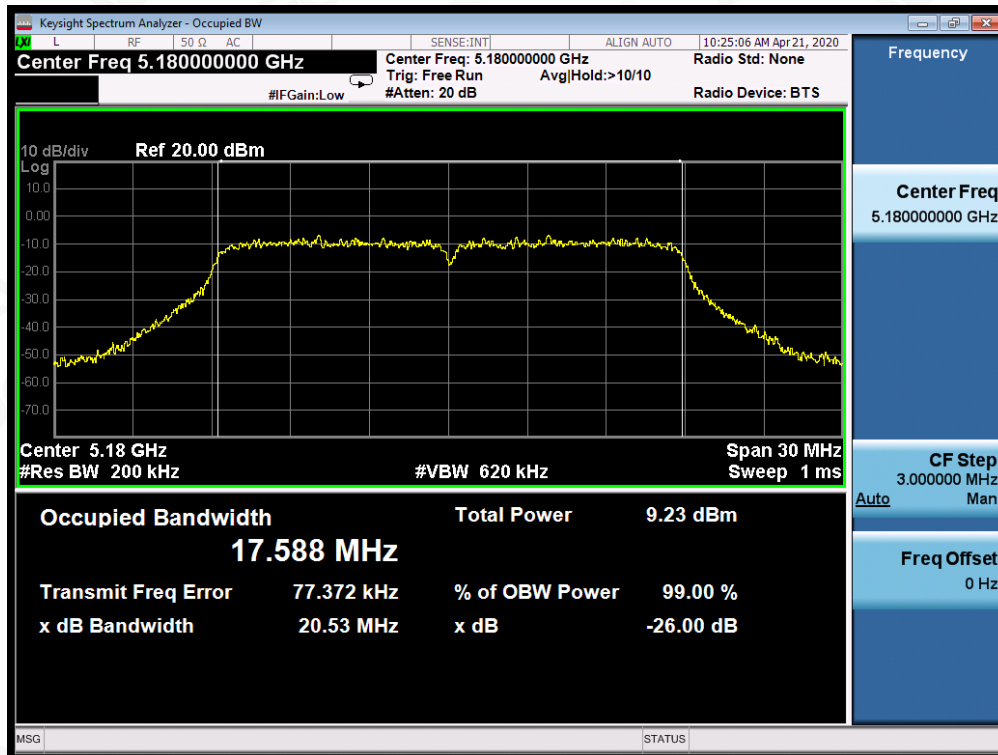 Keysight Spectrum Analyzer - Occupied BW
LXI L RF 50 Ω AC SENSE:INT ALIGN AUTO 10:25:06 AM Apr 21, 2020
Center Freq 5.180000000 GHz
#IFGain:Low
Center Freq: 5.180000000 GHz
Trig: Free Run Avg|Hold:>10/10
#Atten: 20 dB
Radio Std: None
Radio Device: BTS
10 dB/div Ref 20.00 dBm
Log
10.0
0.00
-10.0
-20.0
-30.0
-40.0
-50.0
-60.0
-70.0
Center 5.18 GHz Span 30 MHz
#Res BW 200 kHz #VBW 620 kHz Sweep 1 ms
Occupied Bandwidth Total Power 9.23 dBm
17.588 MHz
Transmit Freq Error 77.372 kHz % of OBW Power 99.00 %
x dB Bandwidth 20.53 MHz x dB -26.00 dB
Frequency
Center Freq
5.180000000 GHz
CF Step
3.000000 MHz
Auto Man
Freq Offset
0 Hz
MSG STATUS